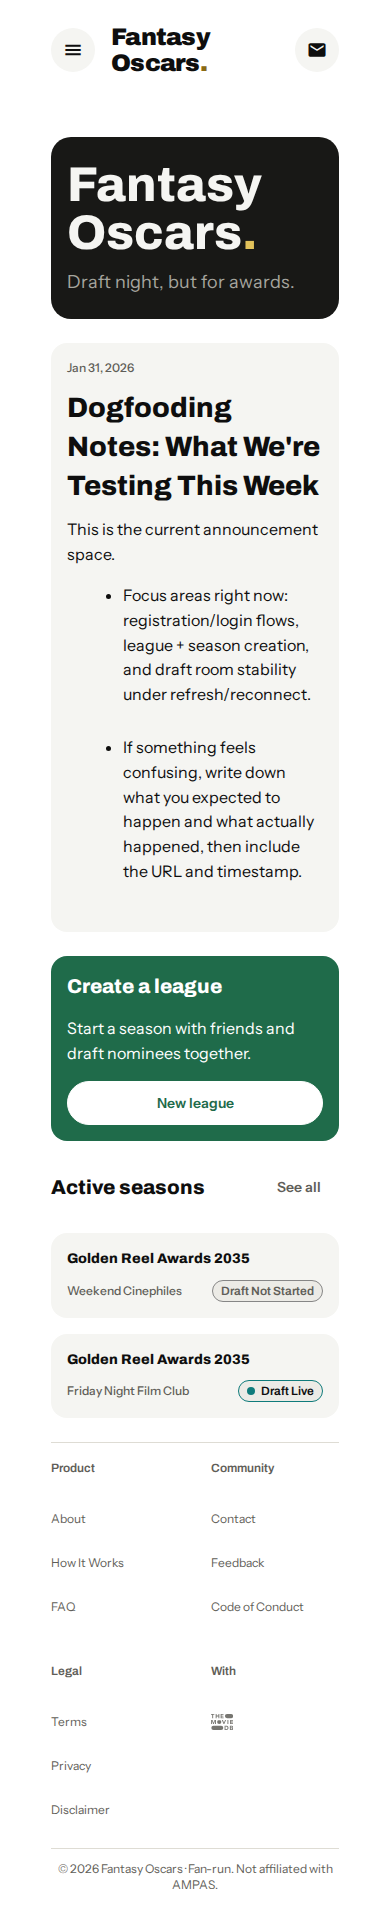 Fantasy
Oscars.
Fantasy
Oscars.
Draft night, but for awards.
Jan 31, 2026
Dogfooding
Notes: What We're
Testing This Week
This is the current announcement
space.
• Focus areas right now:
registration/login flows,
league + season creation,
and draft room stability
under refresh/reconnect.
• If something feels
confusing, write down
what you expected to
happen and what actually
happened, then include
the URL and timestamp.
Create a league
Start a season with friends and
draft nominees together.
New league
Active seasons See all
Golden Reel Awards 2035
Weekend Cinephiles Draft Not Started
Golden Reel Awards 2035
Friday Night Film Club Draft Live
Product
About
How It Works
FAQ
Community
Contact
Feedback
Code of Conduct
Legal
Terms
Privacy
Disclaimer
With
THE
MOVIE
DB
© 2026 Fantasy Oscars · Fan-run. Not affiliated with
AMPAS.